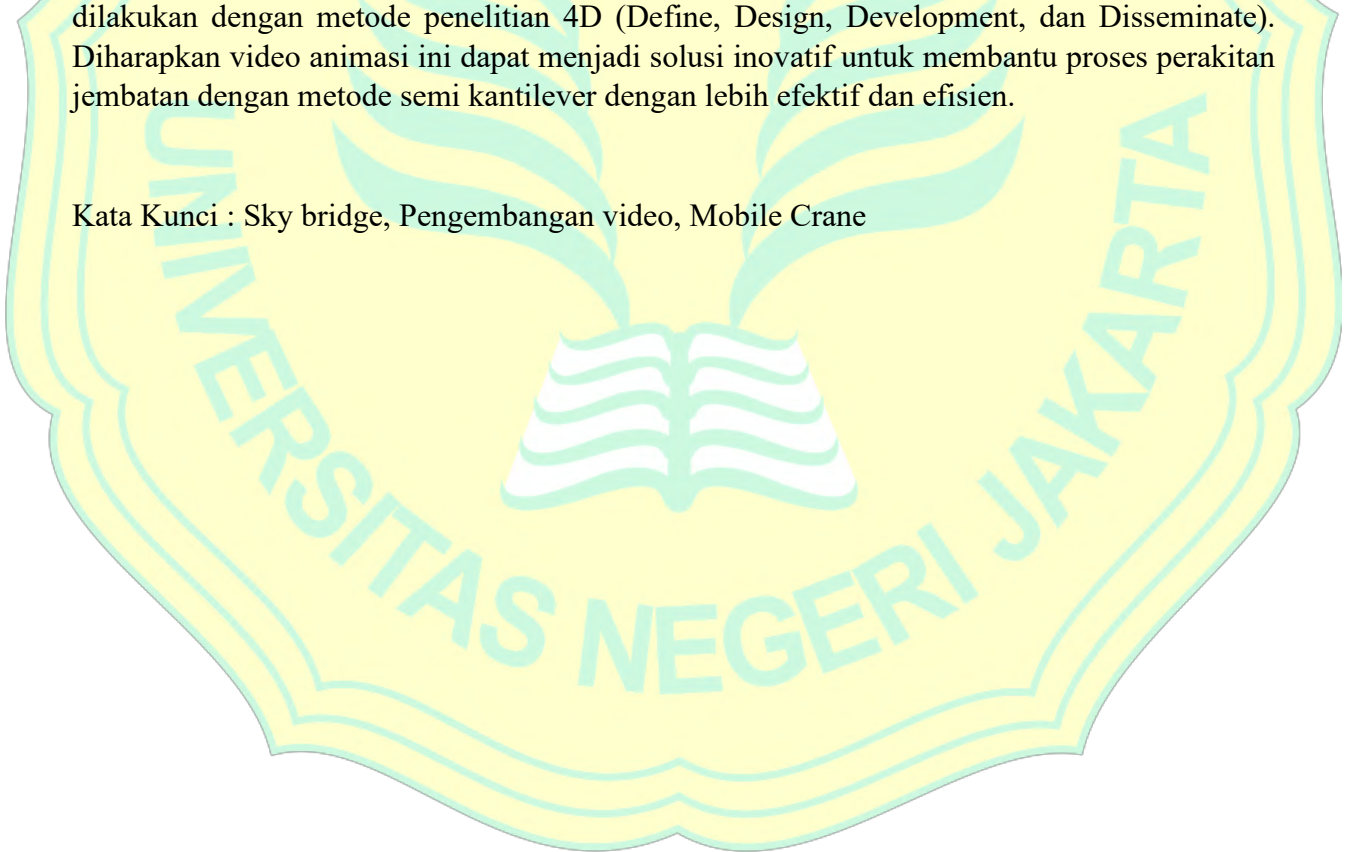 dilakukan dengan metode penelitian 4D (Define, Design, Development, dan Disseminate).
Diharapkan video animasi ini dapat menjadi solusi inovatif untuk membantu proses perakitan
jembatan dengan metode semi kantilever dengan lebih efektif dan efisien.
Kata Kunci : Sky bridge, Pengembangan video, Mobile Crane
UNIVERSITAS NEGERI JAKARTA